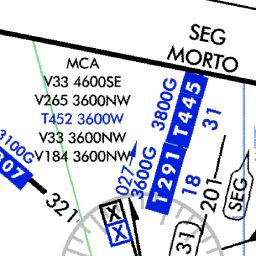 SEG
MORTO
MCA
V33 4600SE
V265 3600NW
T452 3600W
V33 3600NW
V184 3600NW
3800G
T445
31
3100G
307
027
3600G
T291
18
201
SEG
321
X
X
31